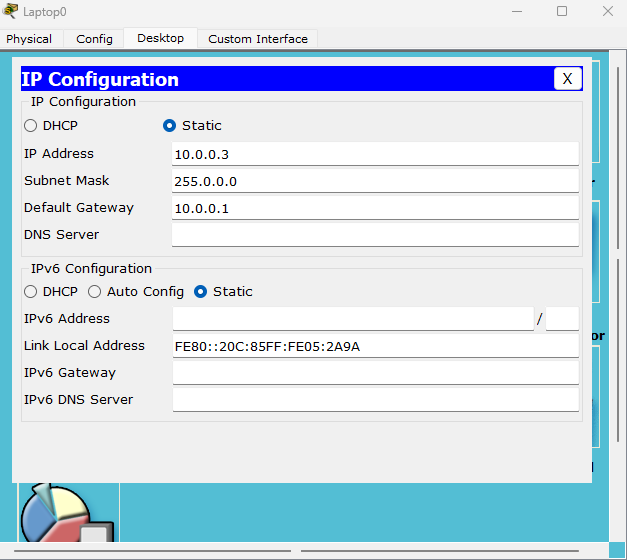 Laptop0
Physical Config Desktop Custom Interface
IP Configuration X
IP Configuration
DHCP Static
IP Address 10.0.0.3
Subnet Mask 255.0.0.0
Default Gateway 10.0.0.1
DNS Server
IPv6 Configuration
DHCP Auto Config Static
IPv6 Address /
Link Local Address FE80::20C:85FF:FE05:2A9A
IPv6 Gateway
IPv6 DNS Server